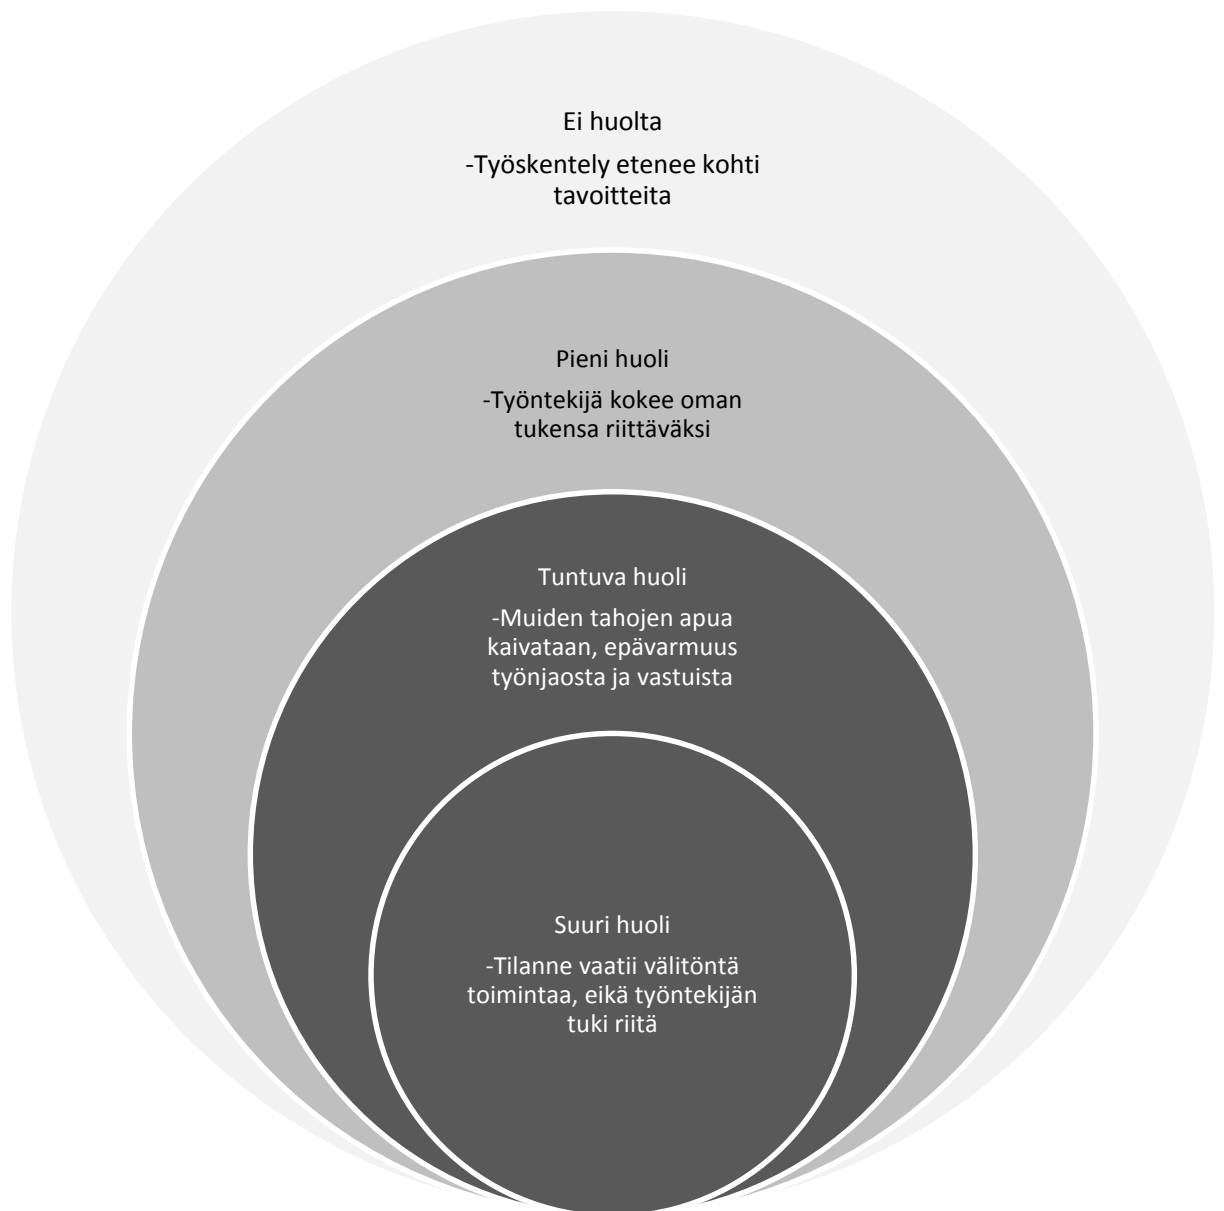 Ei huolta
-Työskentely etenee kohti
tavoitteita
Pieni huoli
-Työntekijä kokee oman
tukensa riittäväksi
Tuntuva huoli
-Muiden tahojen apua
kaivataan, epävarmuus
työnjaosta ja vastuista
Suuri huoli
-Tilanne vaatii välitöntä
toimintaa, eikä työntekijän
tuki riitä